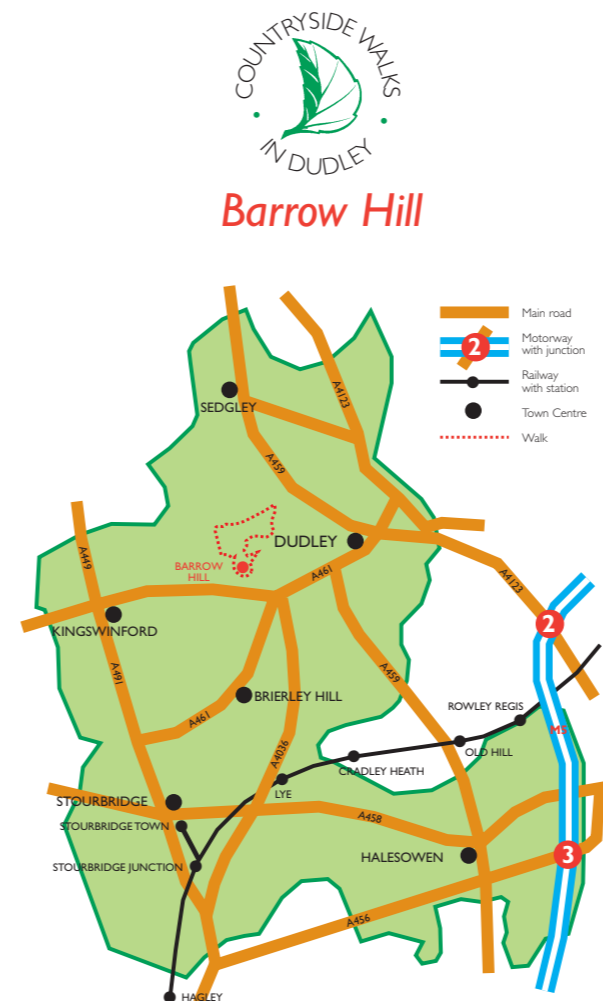 COUNTRYSIDE WALKS
IN DUDLEY
Barrow Hill
Main road
2
Motorway
with junction
Railway
with station
Town Centre
Walk
SEDGLEY
A4123
A459
A449
DUDLEY
BARROW
HILL
A461
A4123
2
KINGSWINFORD
A459
A491
BRIERLEY HILL
ROWLEY REGIS
A461
M5
A4036
OLD HILL
CRADLEY HEATH
LYE
STOURBRIDGE
A458
STOURBRIDGE TOWN
HALESOWEN
3
STOURBRIDGE JUNCTION
A456
HAGLEY